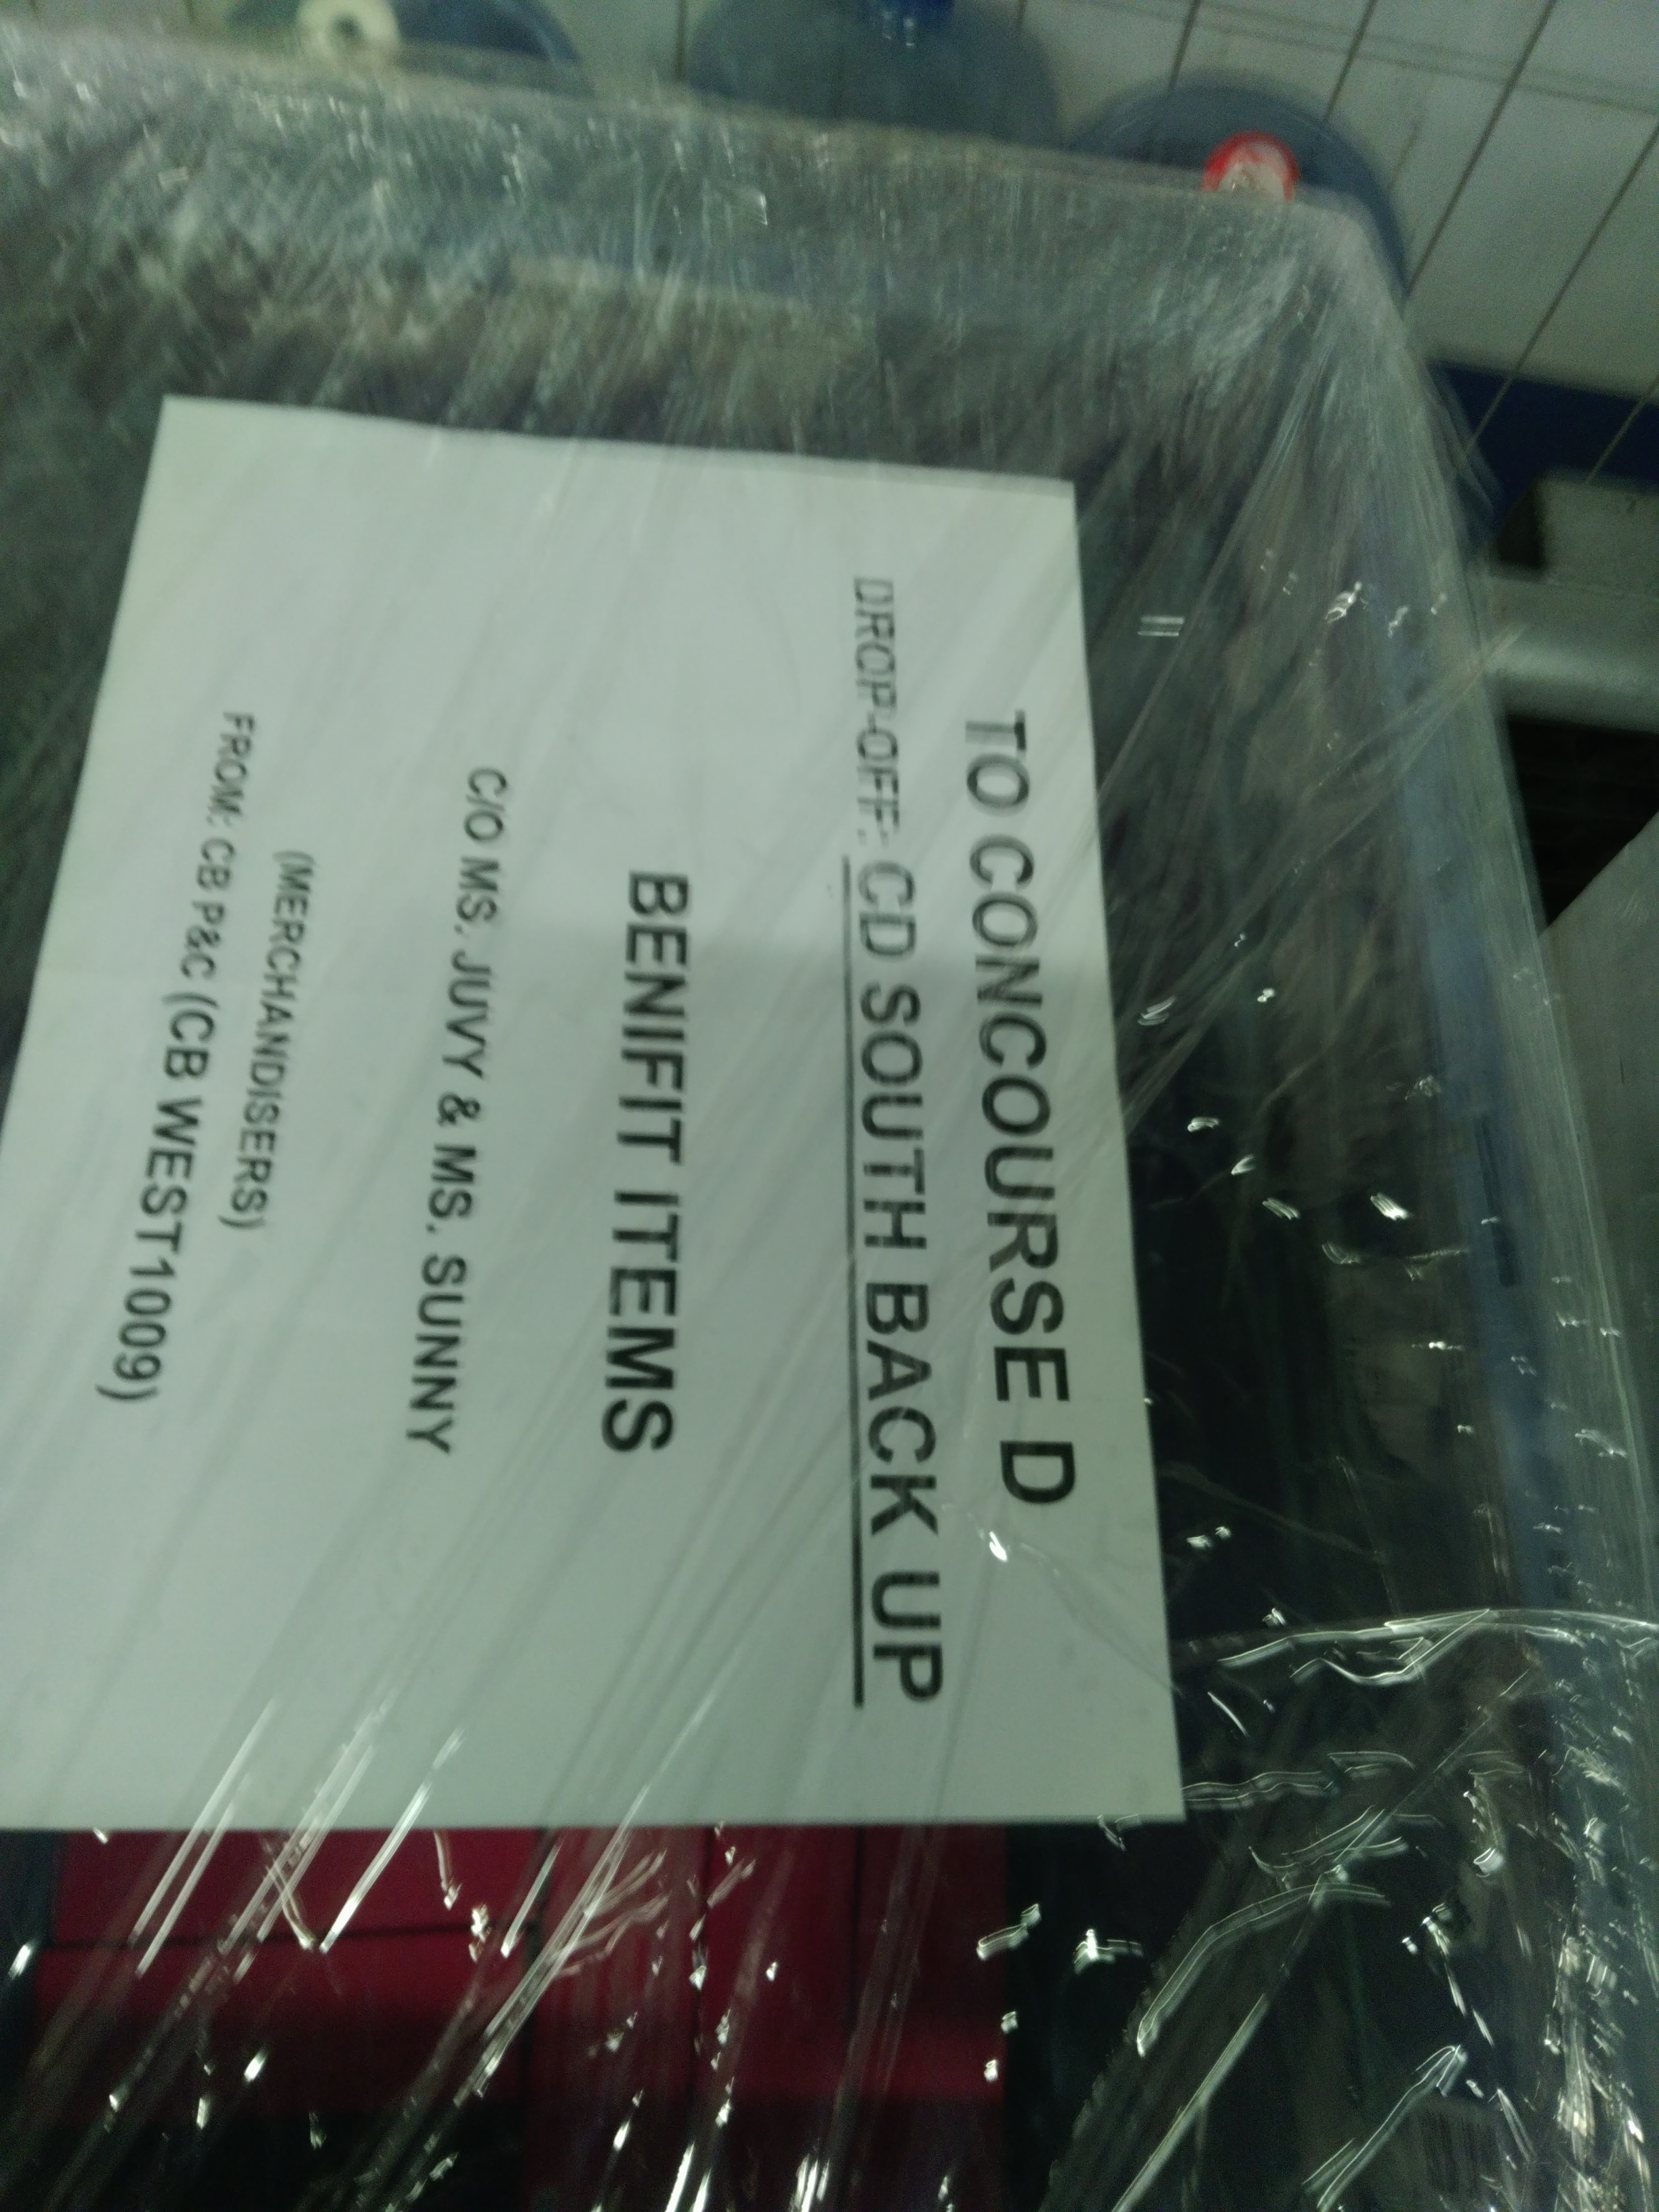 TO CONCOURSE D
DROP-OFF: CD SOUTH BACK UP
BENIFIT ITEMS
C/O MS. JUVY & MS. SUNNY
(MERCHANDISERS)
FROM: CB P&C (CB WEST1009)